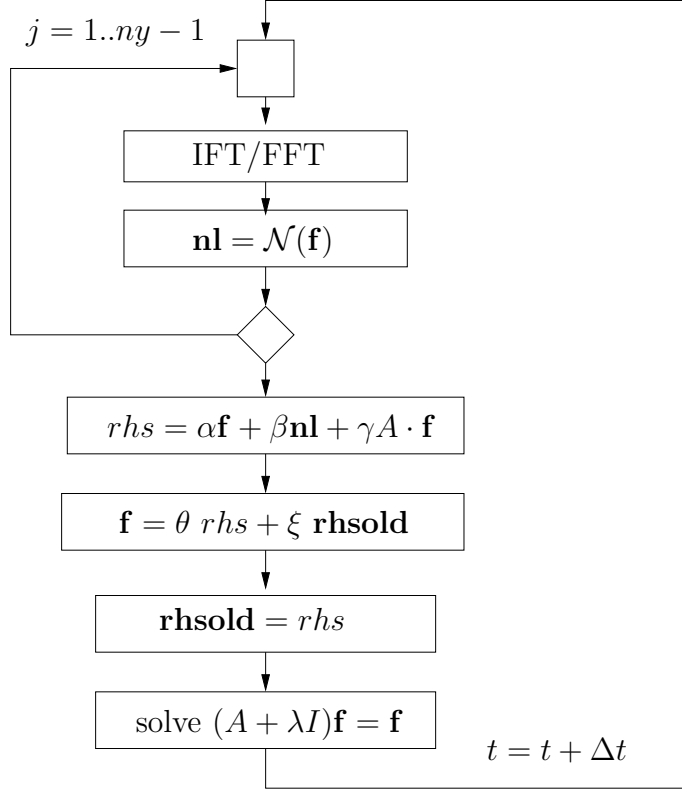 j = 1..ny − 1
IFT/FFT
nl = 𝒩(f)
rhs = αf + βnl + γA · f
f = θ rhs + ξ rhsold
rhsold = rhs
solve (A + λI)f = f
t = t + Δt